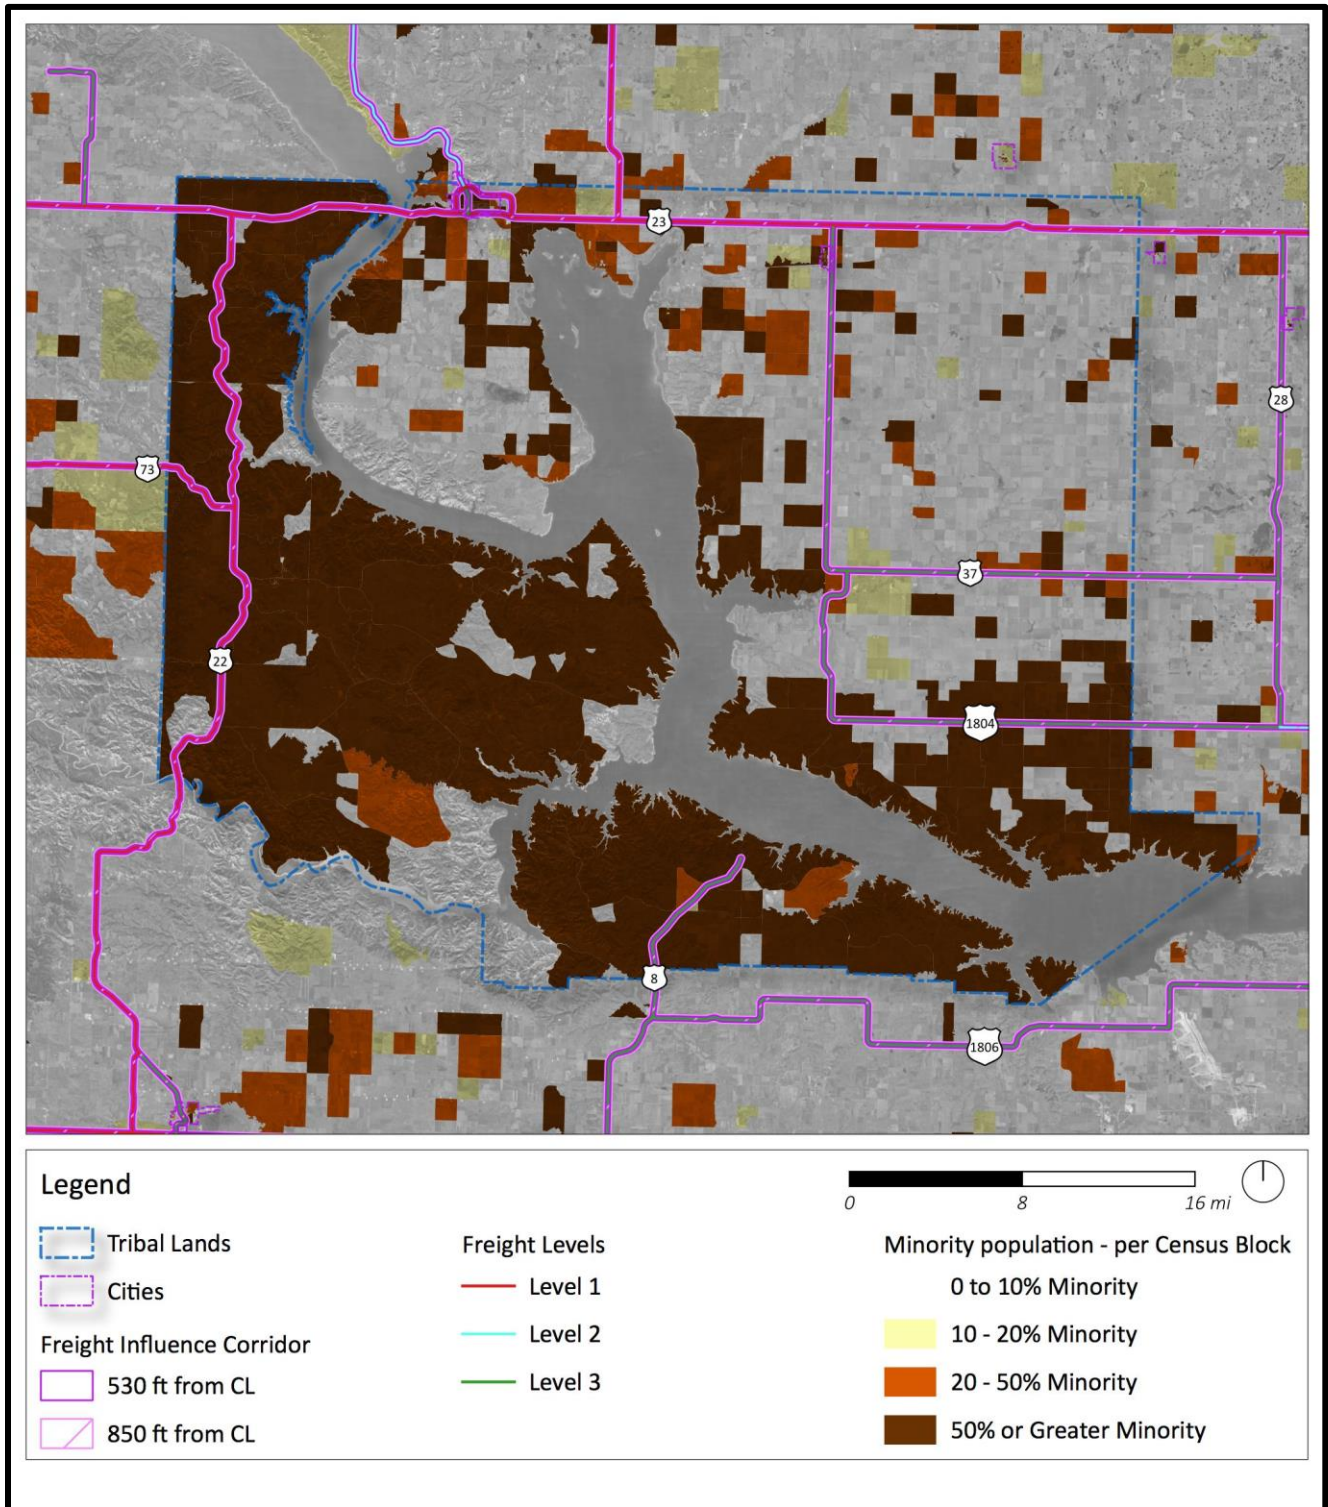 23
28
73
37
22
1804
8
1806
Legend
0 8 16 mi
Tribal Lands
Cities
Freight Influence Corridor
530 ft from CL
850 ft from CL
Freight Levels
Level 1
Level 2
Level 3
Minority population - per Census Block
0 to 10% Minority
10 - 20% Minority
20 - 50% Minority
50% or Greater Minority